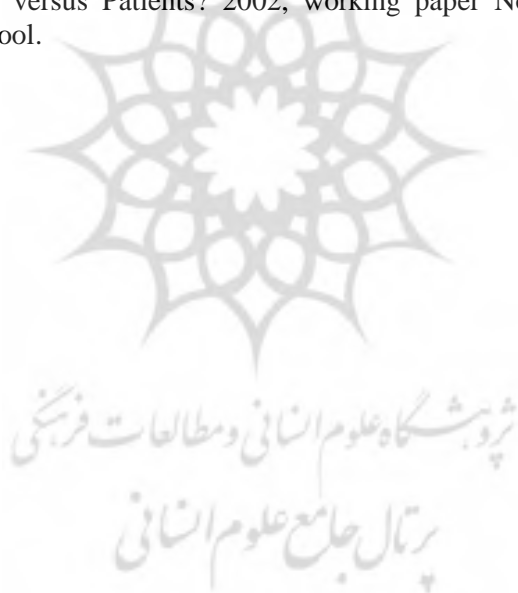 versus Patients? 2002, working paper No
ool.
پژوهشگاه علوم انسانی و مطالعات فرهنگی
پرتال جامع علوم انسانی